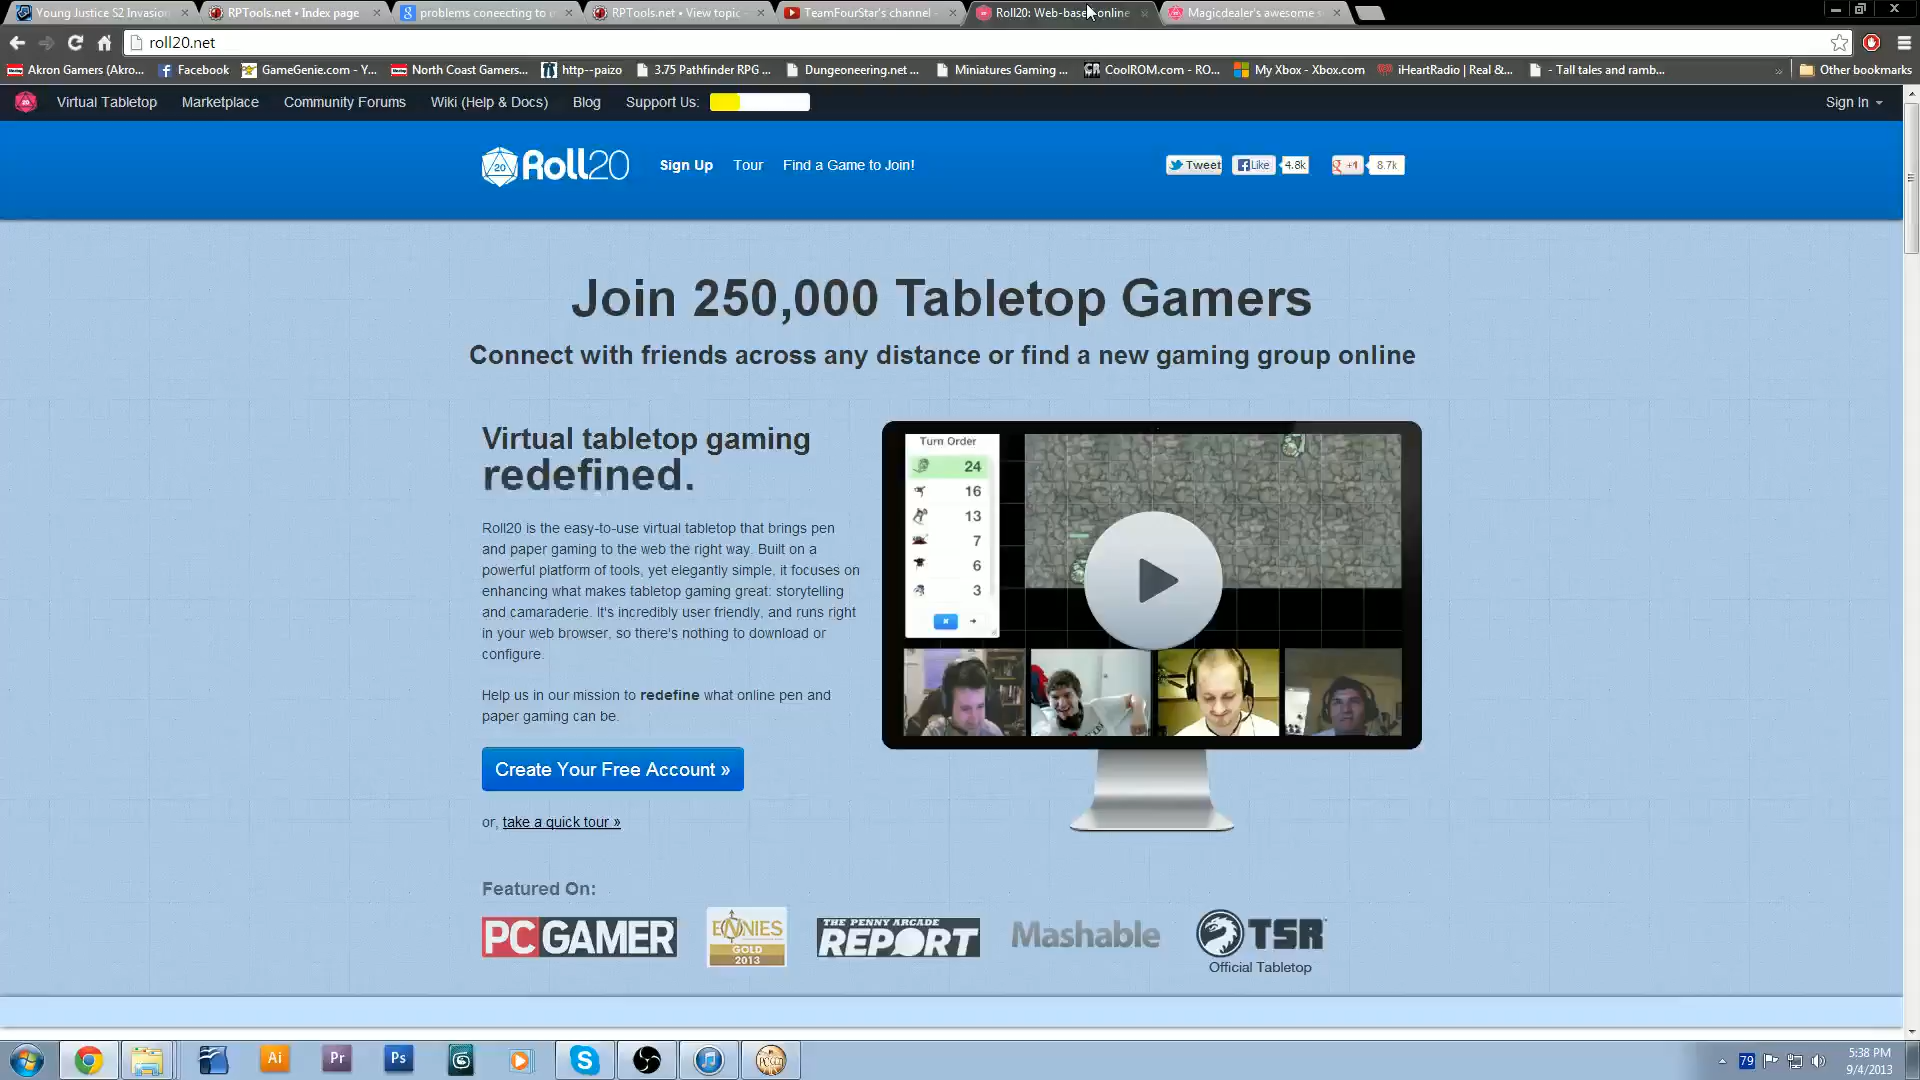 Young Justice S2 Invasion
RPTools.net • Index page
problems coneecting to m
RPTools.net • View topic
TeamFourStar's channel -
Roll20: Web-based online
Magicdealer's awesome s
roll20.net
Akron Gamers (Akro...
Facebook
GameGenie.com - Y...
North Coast Gamers...
http--paizo
3.75 Pathfinder RPG ...
Dungeoneering.net ...
Miniatures Gaming ...
CoolROM.com - RO...
My Xbox - Xbox.com
iHeartRadio | Real &...
- Tall tales and ramb...
»
Other bookmarks
Virtual Tabletop
Marketplace
Community Forums
Wiki (Help & Docs)
Blog
Support Us:
Sign In
20 Roll20
Sign Up
Tour
Find a Game to Join!
Tweet
Like
4.8k
+1
8.7k
Join 250,000 Tabletop Gamers
Connect with friends across any distance or find a new gaming group online
Virtual tabletop gaming
redefined.
Roll20 is the easy-to-use virtual tabletop that brings pen
and paper gaming to the web the right way. Built on a
powerful platform of tools, yet elegantly simple, it focuses on
enhancing what makes tabletop gaming great: storytelling
and camaraderie. It's incredibly user friendly, and runs right
in your web browser, so there's nothing to download or
configure.
Help us in our mission to redefine what online pen and
paper gaming can be.
Create Your Free Account »
or, take a quick tour »
Turn Order
24
16
13
7
6
3
Featured On:
PC GAMER
ENNIES
GOLD
2013
THE PENNY ARCADE
REPORT
Mashable
TSR
Official Tabletop
Ai
Pr
Ps
79
5:38 PM
9/4/2013